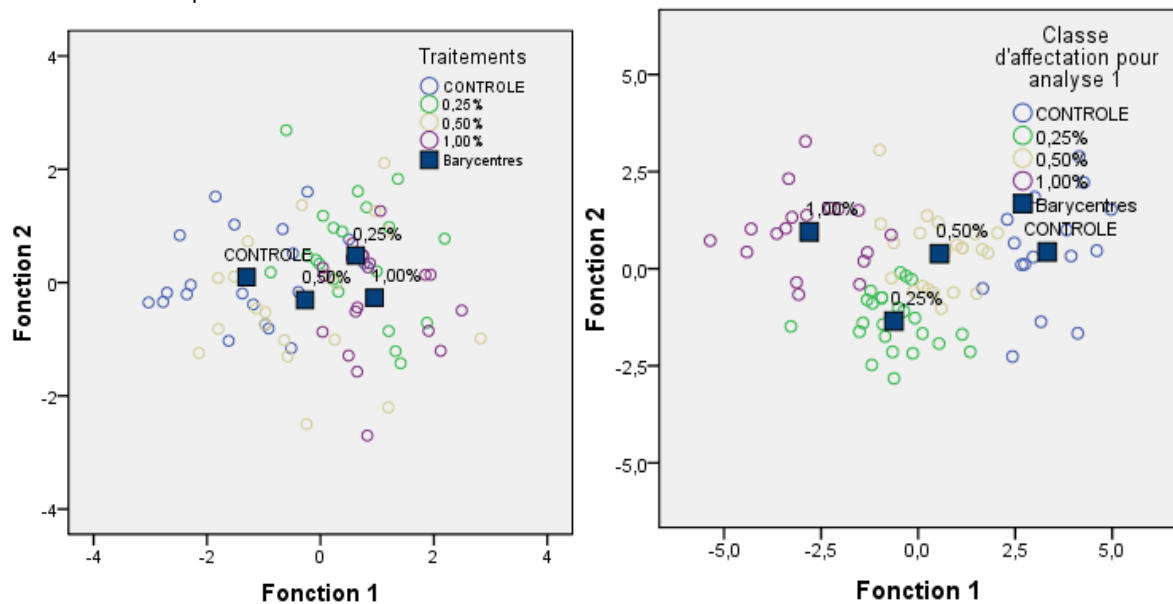 Traitements
CONTROLE
0,25%
0,50%
1,00%
Barycentres
4
2
0
-2
-4
Fonction 2
0,25%
CONTROLE
0,50%
1,00%
-4
-2
0
2
4
Fonction 1
Classe
d'affectation pour
analyse 1
CONTROLE
0,25%
0,50%
1,00%
Barycentres
5,0
2,5
0,0
-2,5
-5,0
Fonction 2
1,00%
0,50%
CONTROLE
0,25%
-5,0
-2,5
0,0
2,5
5,0
Fonction 1